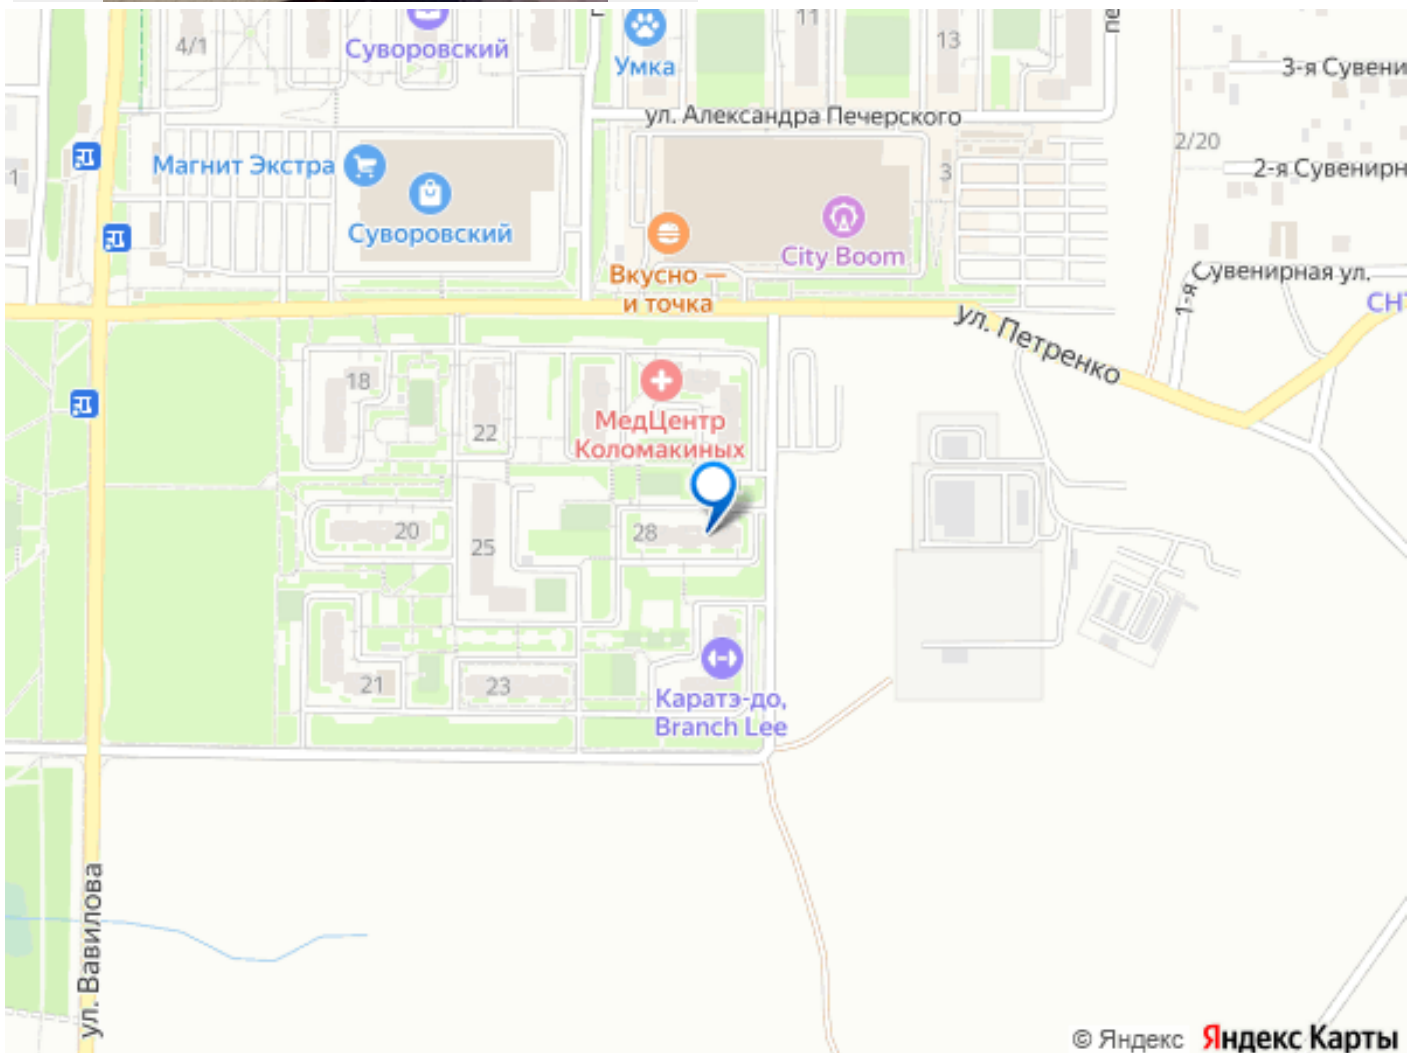 4/1
Суворовский
Умка
11
13
3-я Сувени
ул. Александра Печерского
2/20
Магнит Экстра
1
3
2-я Сувенирн
Суворовский
City Boom
Вкусно —
и точка
1-я Сувенирная ул.
СНТ
ул. Петренко
18
22
МедЦентр
Коломакиных
20
25
28
21
23
Каратэ-до,
Branch Lee
ул. Вавилова
© Яндекс Яндекс Карты